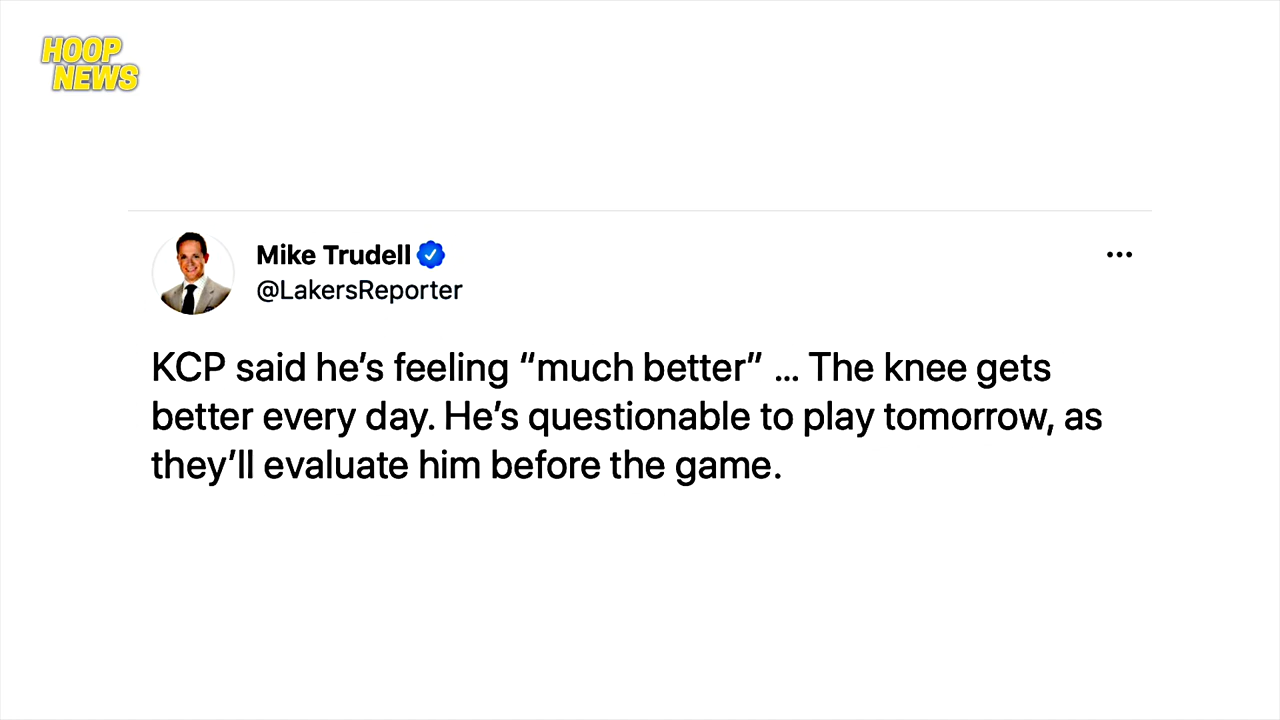 HOOP
NEWS
Mike Trudell
@LakersReporter
KCP said he’s feeling “much better” ... The knee gets
better every day. He’s questionable to play tomorrow, as
they’ll evaluate him before the game.